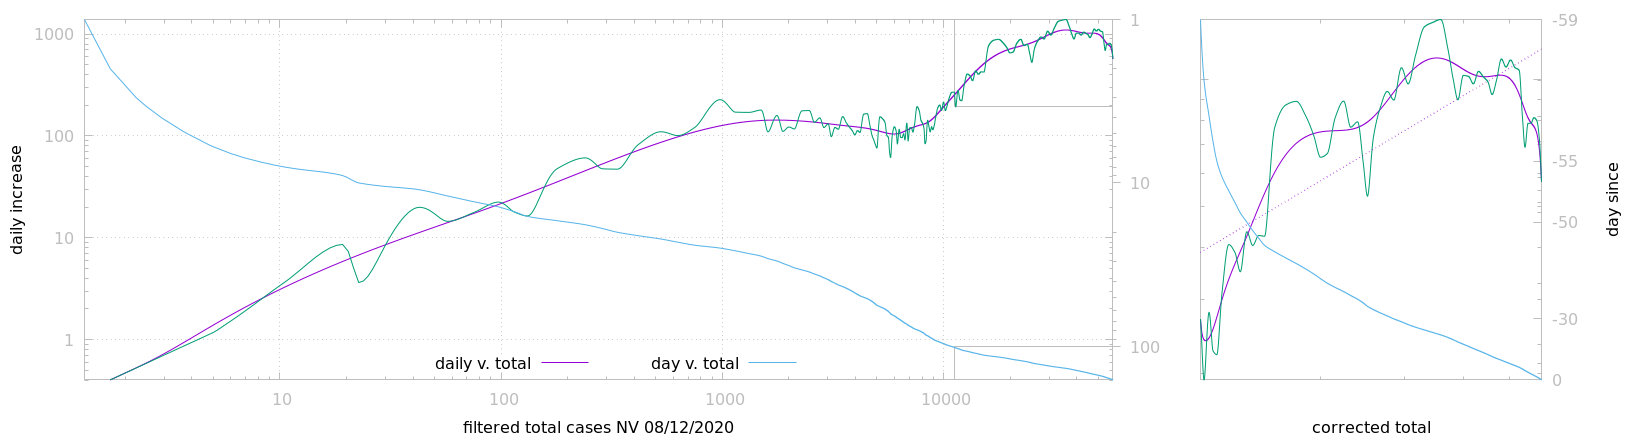 1000
100
10
1
daily increase
1
10
100
daily v. total
day v. total
10
100
1000
10000
filtered total cases NV 08/12/2020
-59
-55
-50
-30
0
day since
corrected total